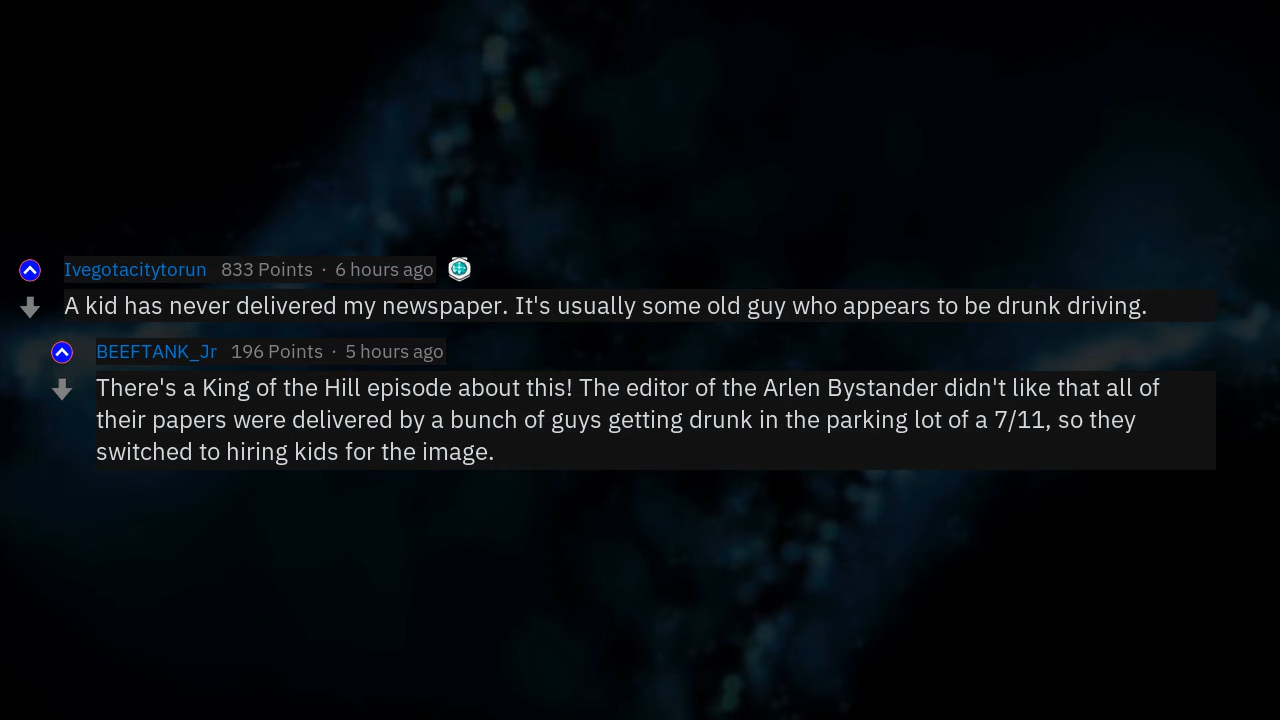 Ivegotacitytorun 833 Points · 6 hours ago
A kid has never delivered my newspaper. It's usually some old guy who appears to be drunk driving.
BEEFTANK_Jr 196 Points · 5 hours ago
There's a King of the Hill episode about this! The editor of the Arlen Bystander didn't like that all of
their papers were delivered by a bunch of guys getting drunk in the parking lot of a 7/11, so they
switched to hiring kids for the image.